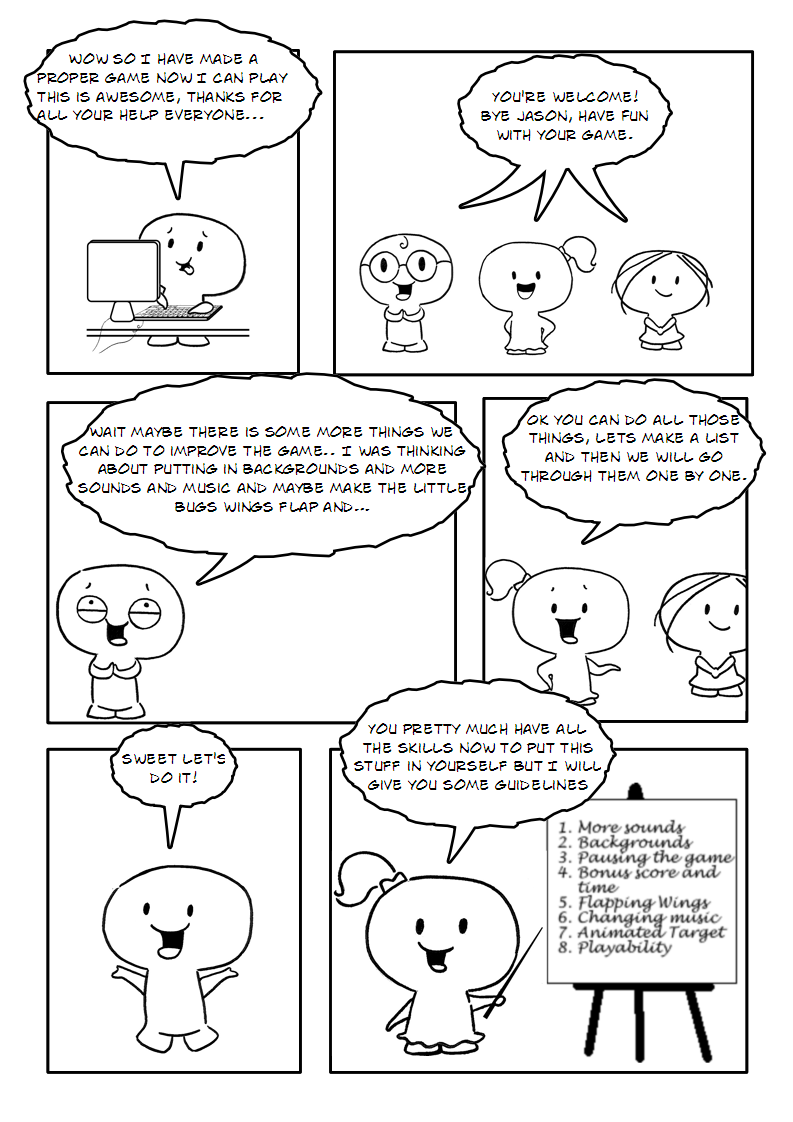 WOW SO I HAVE MADE A
PROPER GAME NOW I CAN PLAY
THIS IS AWESOME, THANKS FOR
ALL YOUR HELP EVERYONE...
YOU'RE WELCOME!
BYE JASON, HAVE FUN
WITH YOUR GAME.
WAIT MAYBE THERE IS SOME MORE THINGS WE
CAN DO TO IMPROVE THE GAME.. I WAS THINKING
ABOUT PUTTING IN BACKGROUNDS AND MORE
SOUNDS AND MUSIC AND MAYBE MAKE THE LITTLE
BUGS WINGS FLAP AND...
OK YOU CAN DO ALL THOSE
THINGS, LETS MAKE A LIST
AND THEN WE WILL GO
THROUGH THEM ONE BY ONE.
SWEET LET'S
DO IT!
YOU PRETTY MUCH HAVE ALL
THE SKILLS NOW TO PUT THIS
STUFF IN YOURSELF BUT I WILL
GIVE YOU SOME GUIDELINES
1. More sounds
2. Backgrounds
3. Pausing the game
4. Bonus score and
time
5. Flapping Wings
6. Changing music
7. Animated Target
8. Playability